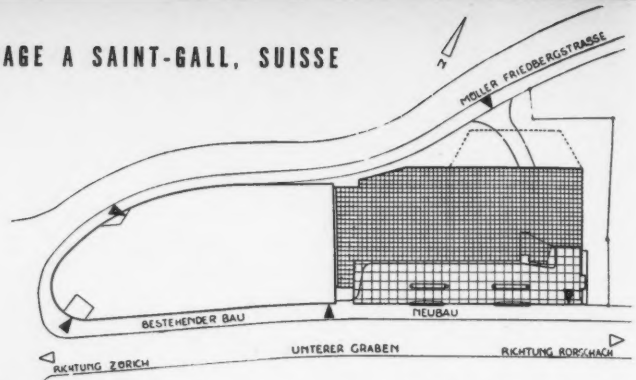 AGE A SAINT-GALL, SUISSE
N
MÖLLER FRIEDBERGSTRASSE
BESTEHENDER BAU
NEUBAU
RICHTUNG ZÜRICH
UNTERER GRABEN
RICHTUNG RORSCHACH